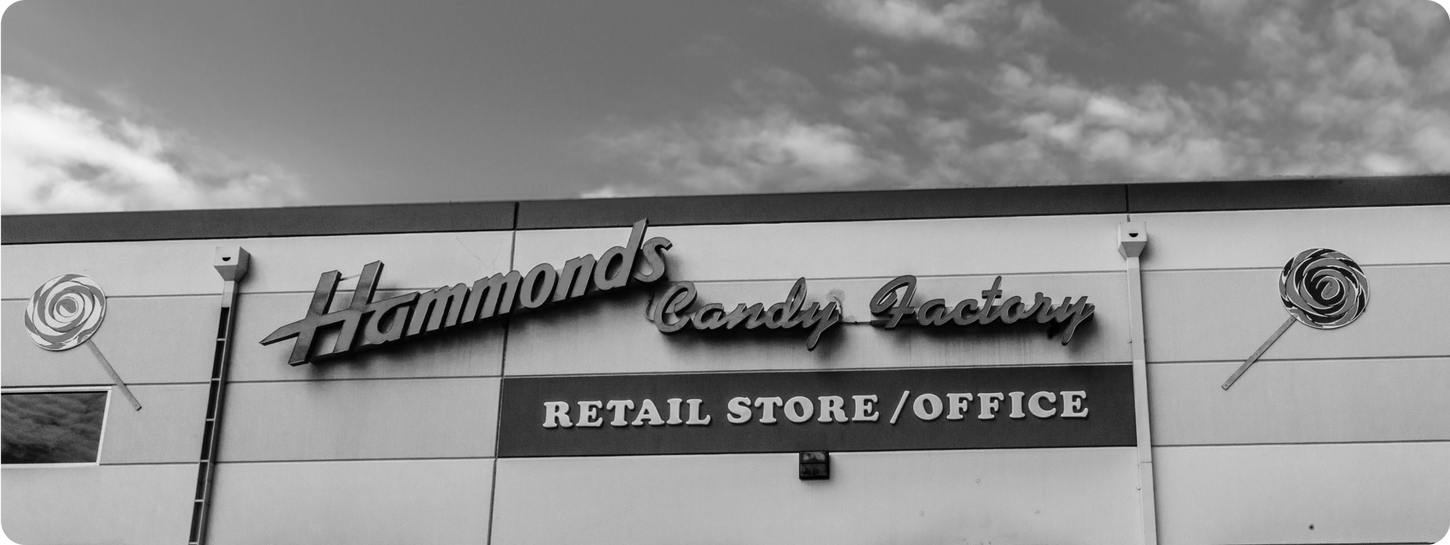 Hammonds
Candy Factory
RETAIL STORE/OFFICE